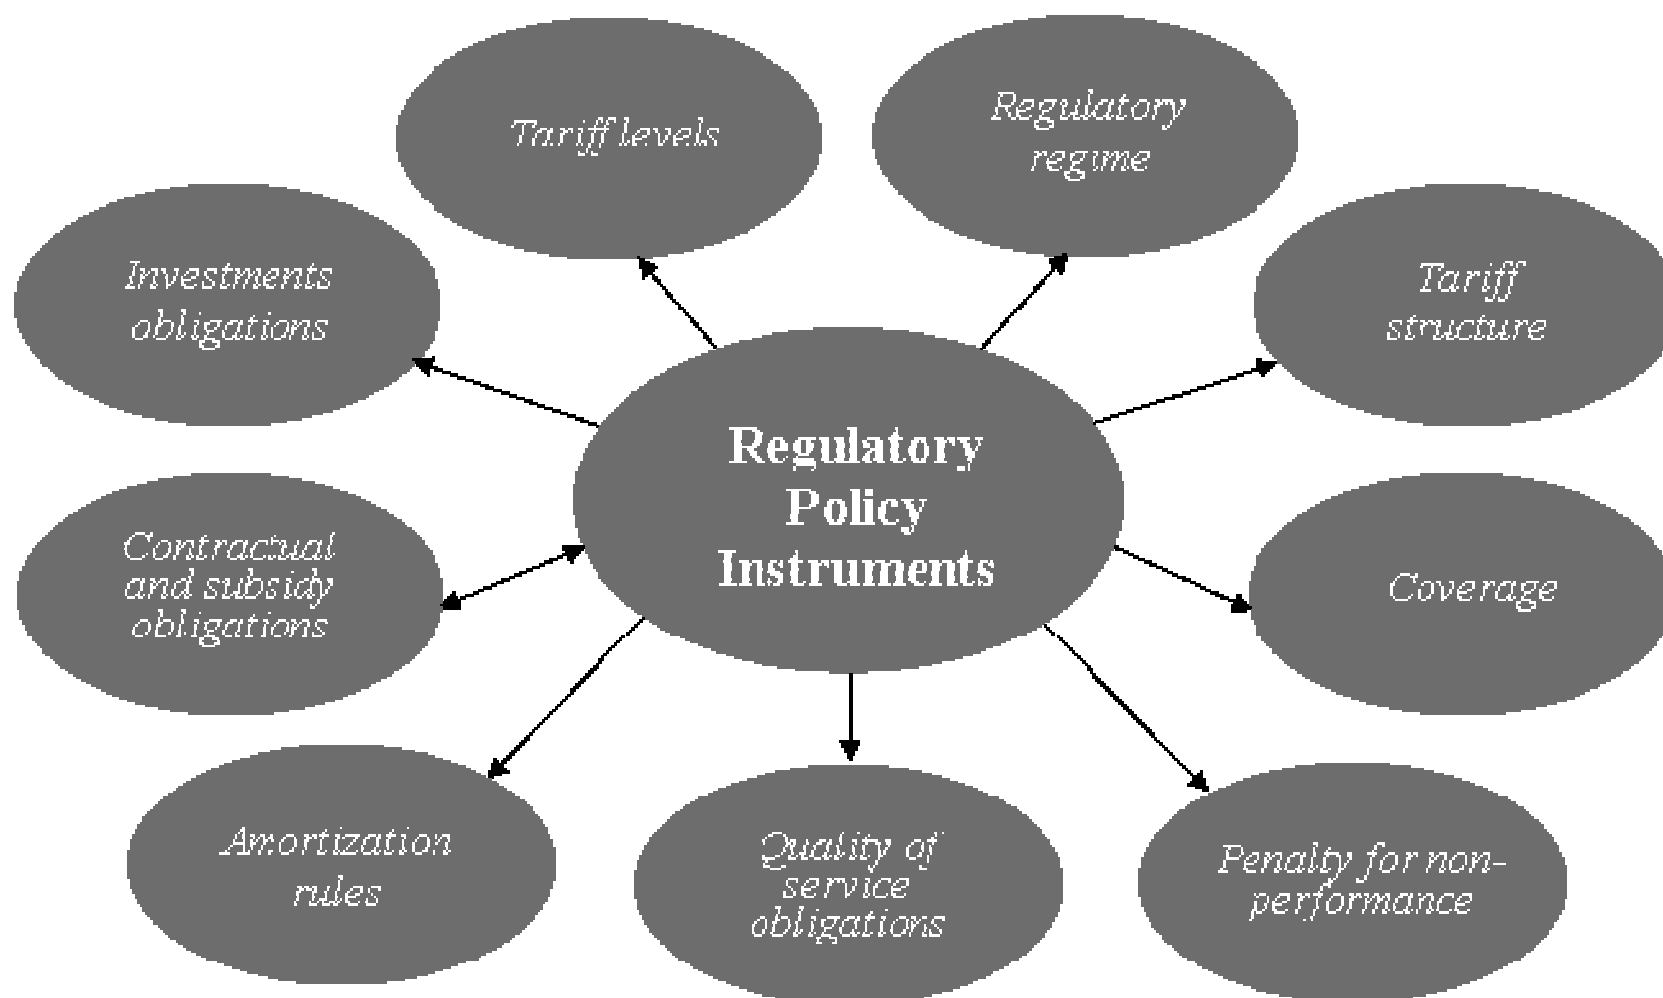 Tariff levels
Regulatory
regime
Investments
obligations
Tariff
structure
Regulatory
Policy
Instruments
Contractual
and subsidy
obligations
Coverage
Amortization
rules
Quality of
service
obligations
Penalty for non-
performance